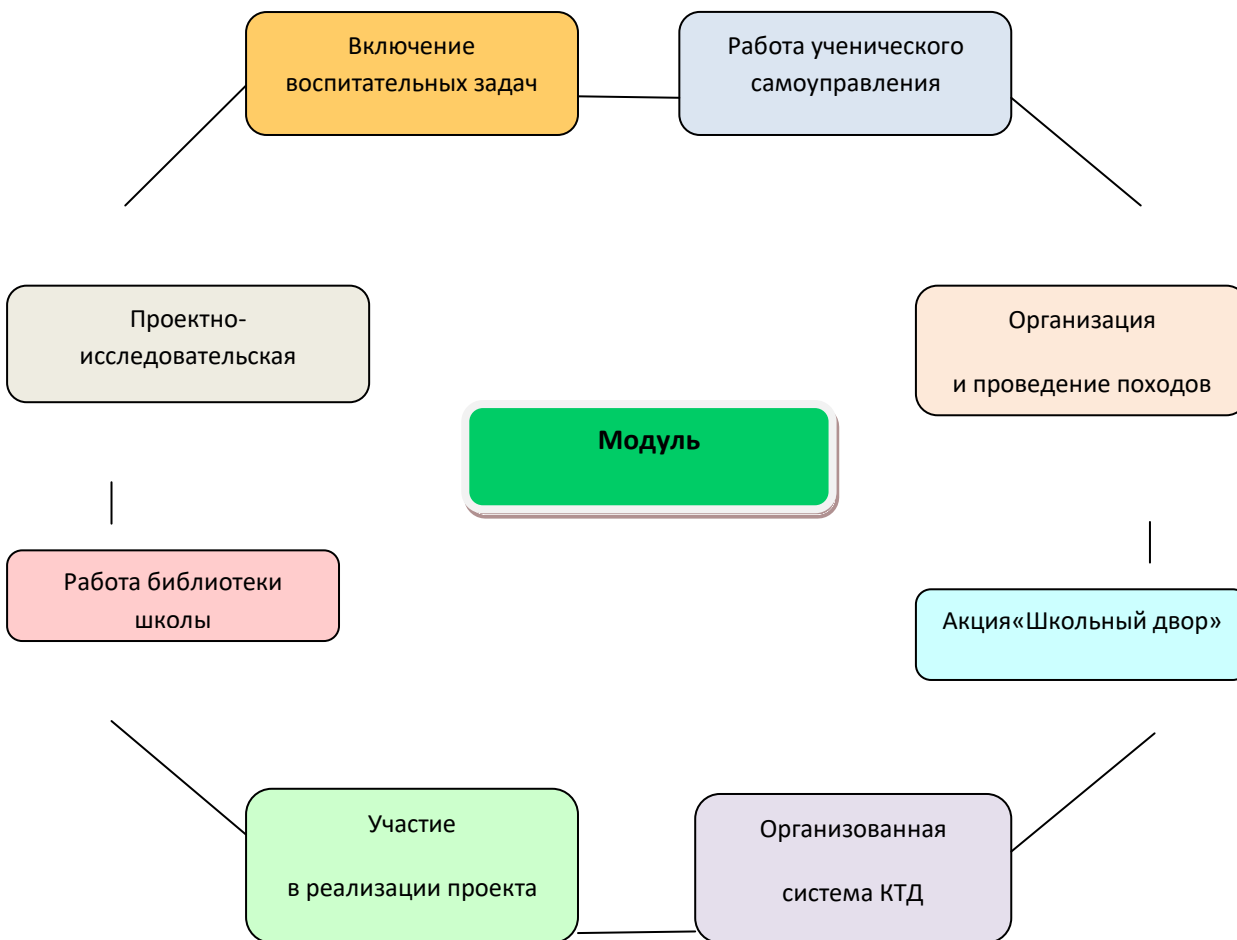 Включение
воспитательных задач
Работа ученического
самоуправления
Проектно-
исследовательская
Организация
и проведение походов
Модуль
Работа библиотеки
школы
Акция«Школьный двор»
Участие
в реализации проекта
Организованная
система КТД